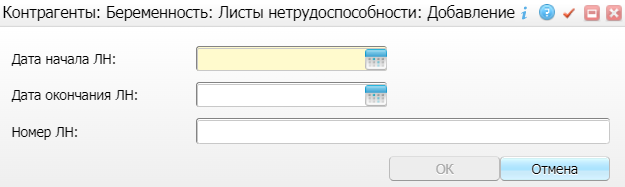 Контрагенты: Беременность: Листы нетрудоспособности: Добавление
Дата начала ЛН:
Дата окончания ЛН:
Номер ЛН:
ОК Отмена